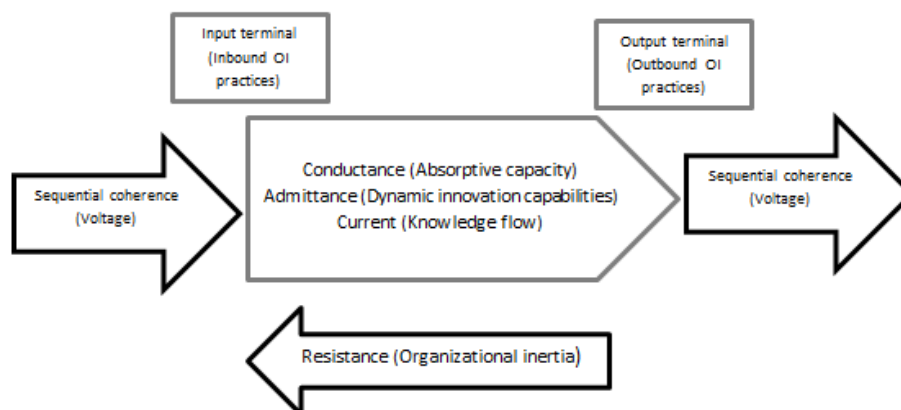 Input terminal
(Inbound OI
practices)
Output terminal
(Outbound OI
practices)
Sequential coherence
(Voltage)
Conductance (Absorptive capacity)
Admittance (Dynamic innovation capabilities)
Current (Knowledge flow)
Sequential coherence
(Voltage)
Resistance (Organizational inertia)